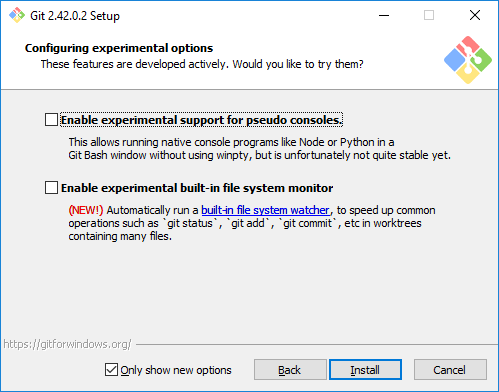 Git 2.42.0.2 Setup
Configuring experimental options
These features are developed actively. Would you like to try them?
Enable experimental support for pseudo consoles.
This allows running native console programs like Node or Python in a
Git Bash window without using winpty, but is unfortunately not quite stable yet.
Enable experimental built-in file system monitor
(NEW!) Automatically run a built-in file system watcher, to speed up common
operations such as `git status`, `git add`, `git commit`, etc in worktrees
containing many files.
https://gitforwindows.org/
Only show new options
Back
Install
Cancel